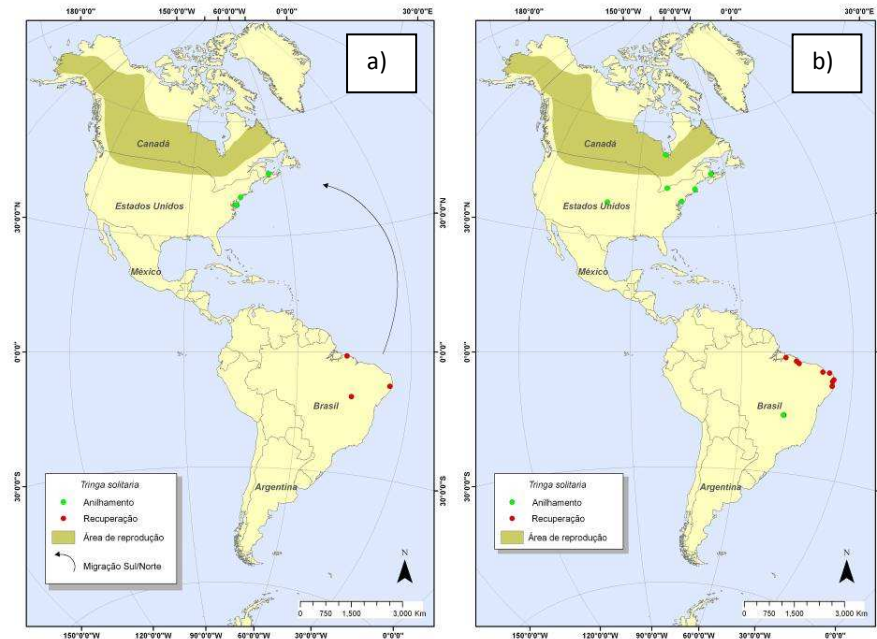 180°0'0"
0°0'0"
30°0'0"E
a)
Canadá
Estados Unidos
México
Brasil
Argentina
30°0'0"N
0°0'0"
30°0'0"S
30°0'0"N
0°0'0"
30°0'0"S
Tringa solitaria
Anilhamento
Recuperação
Área de reprodução
Migração Sul/Norte
N
0 750 1,500 3,000 Km
150°0'0"W 120°0'0"W 90°0'0"W 60°0'0"W 30°0'0"W 0°0'0"
180°0'0"
0°0'0"
30°0'0"E
b)
Canadá
Estados Unidos
México
Brasil
Argentina
30°0'0"N
0°0'0"
30°0'0"S
Tringa solitaria
Anilhamento
Recuperação
Área de reprodução
N
0 750 1,500 3,000 Km
150°0'0"W 120°0'0"W 90°0'0"W 60°0'0"W 30°0'0"W 0°0'0"